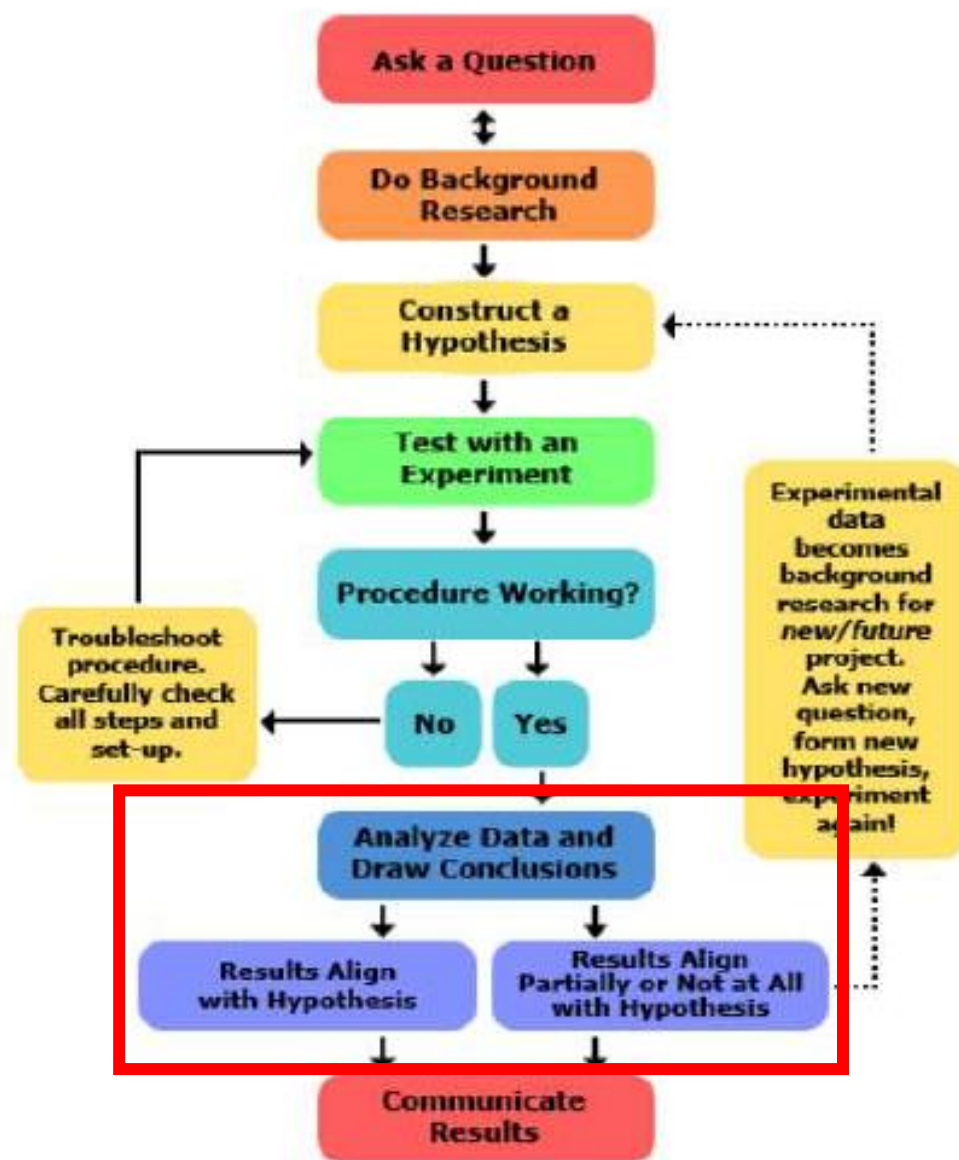 Ask a Question
Do Background
Research
Construct a
Hypothesis
Test with an
Experiment
Procedure Working?
No
Yes
Troubleshoot
procedure.
Carefully check
all steps and
set-up.
Experimental
data
becomes
background
research for
new/future
project.
Ask new
question,
form new
hypothesis,
experiment
again!
Analyze Data and
Draw Conclusions
Results Align
with Hypothesis
Results Align
Partially or Not at All
with Hypothesis
Communicate
Results